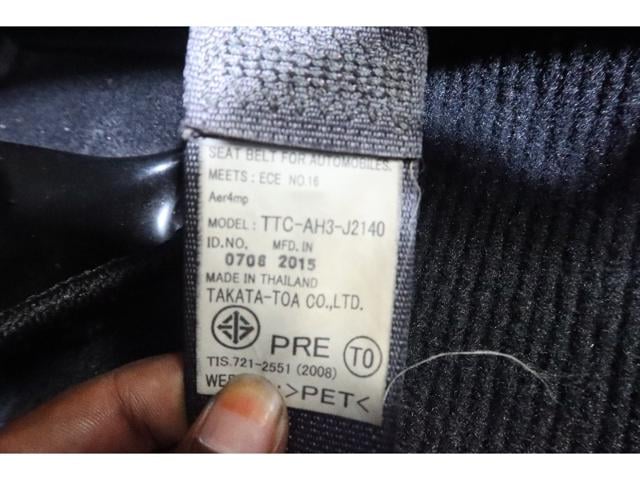 SEAT BELT FOR AUTOMOBILES.
MEETS : ECE NO.16
Aer4mp
MODEL : TTC-AH3-J2140
ID.NO. MFD. IN
0706 2015
MADE IN THAILAND
TAKATA-TOA CO.,LTD.
PRE TO
TIS.721-2551 (2008)
>PET<